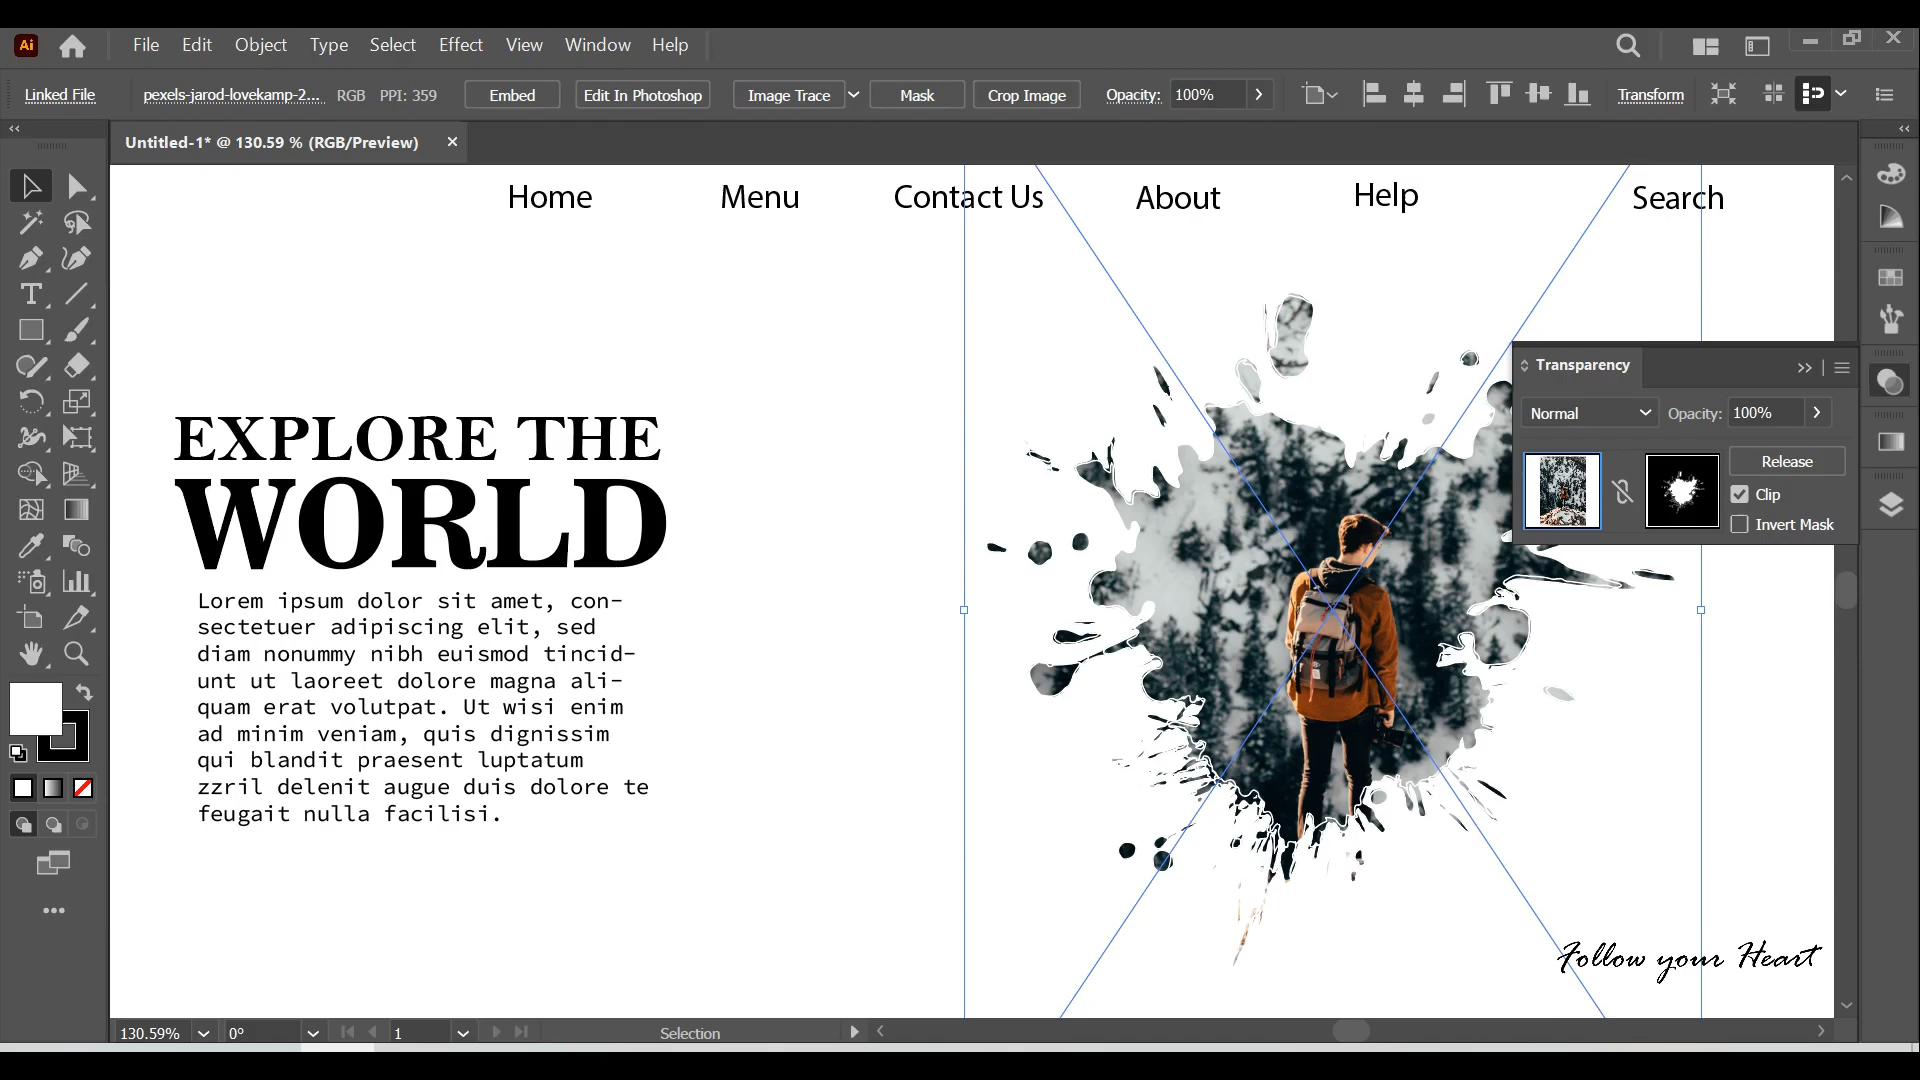 Ai
File Edit Object Type Select Effect View Window Help
Linked File pexels-jarod-lovekamp-2... RGB PPI: 359 Embed Edit In Photoshop Image Trace Mask Crop Image Opacity: 100% Transform
Untitled-1* @ 130.59 % (RGB/Preview) ×
Home Menu Contact Us About Help Search
Transparency
Normal Opacity: 100%
Release
Clip
Invert Mask
EXPLORE THE
WORLD
Lorem ipsum dolor sit amet, con-
sectetuer adipiscing elit, sed
diam nonummy nibh euismod tincid-
unt ut laoreet dolore magna ali-
quam erat volutpat. Ut wisi enim
ad minim veniam, quis dignissim
qui blandit praesent luptatum
zzril delenit augue duis dolore te
feugait nulla facilisi.
Follow your Heart
130.59% 0° 1 Selection